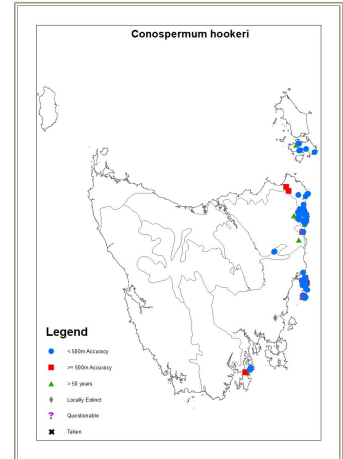 Conospermum hookeri
Legend
< 500m Accuracy
>= 500m Accuracy
> 50 years
Locally Extinct
Questionable
Taken